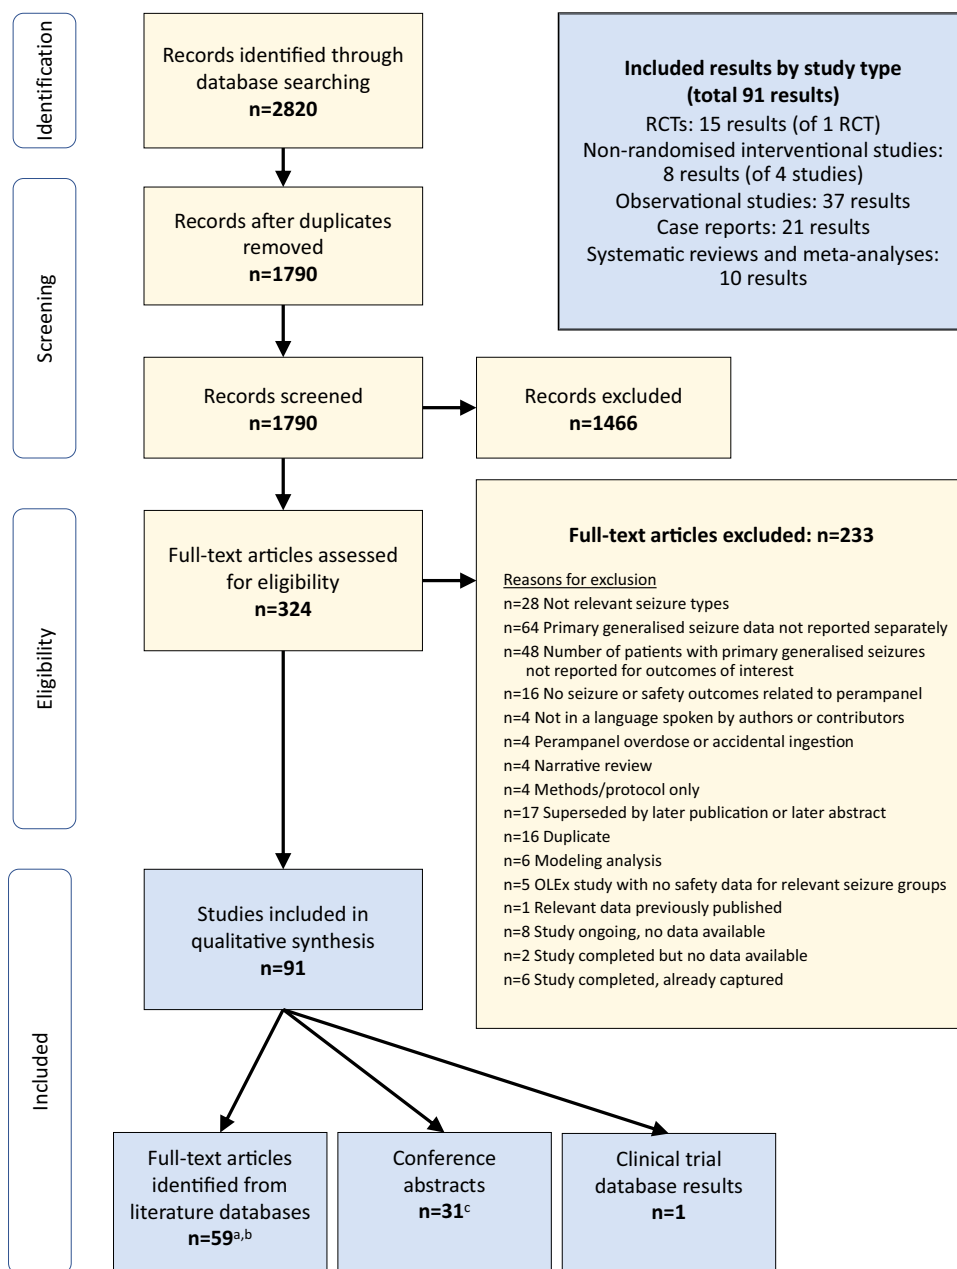 Identification
Records identified through
database searching
n=2820
Included results by study type
(total 91 results)
RCTs: 15 results (of 1 RCT)
Non-randomised interventional studies:
8 results (of 4 studies)
Observational studies: 37 results
Case reports: 21 results
Systematic reviews and meta-analyses:
10 results
Screening
Records after duplicates
removed
n=1790
Records screened
n=1790
Records excluded
n=1466
Eligibility
Full-text articles assessed
for eligibility
n=324
Full-text articles excluded: n=233
Reasons for exclusion
n=28 Not relevant seizure types
n=64 Primary generalised seizure data not reported separately
n=48 Number of patients with primary generalised seizures
not reported for outcomes of interest
n=16 No seizure or safety outcomes related to perampanel
n=4 Not in a language spoken by authors or contributors
n=4 Perampanel overdose or accidental ingestion
n=4 Narrative review
n=4 Methods/protocol only
n=17 Superseded by later publication or later abstract
n=16 Duplicate
n=6 Modeling analysis
n=5 OLEx study with no safety data for relevant seizure groups
n=1 Relevant data previously published
n=8 Study ongoing, no data available
n=2 Study completed but no data available
n=6 Study completed, already captured
Included
Studies included in
qualitative synthesis
n=91
Full-text articles
identified from
literature databases
n=59a,b
Conference
abstracts
n=31c
Clinical trial
database results
n=1